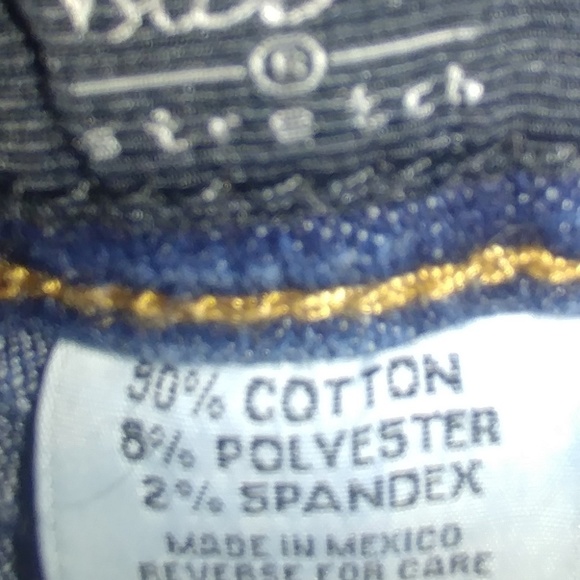 stretch
90% COTTON
8% POLYESTER
2% SPANDEX
MADE IN MEXICO
REVERSE FOR CARE